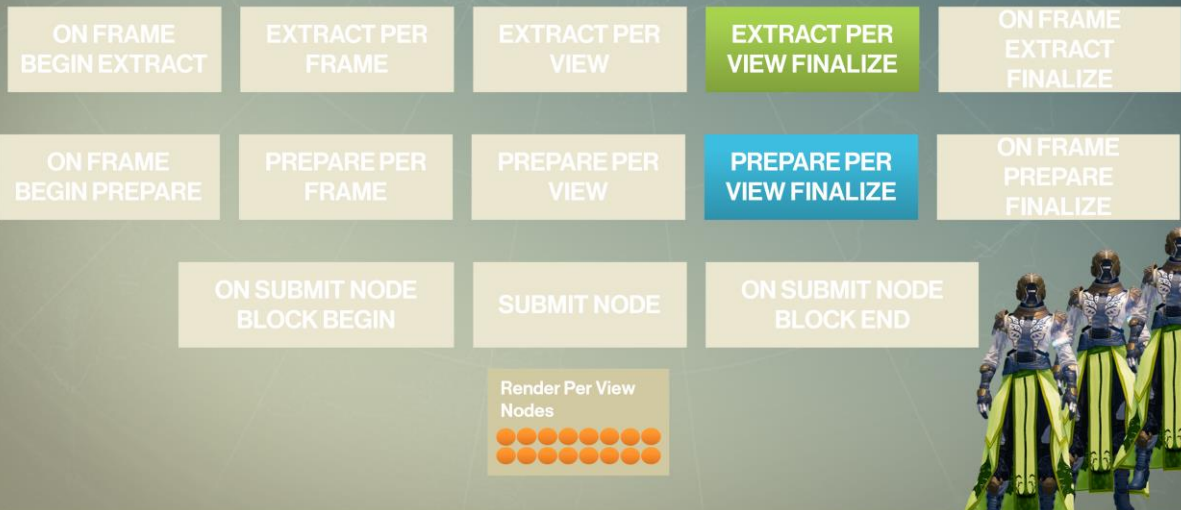 ON FRAME
BEGIN EXTRACT
EXTRACT PER
FRAME
EXTRACT PER
VIEW
EXTRACT PER
VIEW FINALIZE
ON FRAME
EXTRACT
FINALIZE
ON FRAME
BEGIN PREPARE
PREPARE PER
FRAME
PREPARE PER
VIEW
PREPARE PER
VIEW FINALIZE
ON FRAME
PREPARE
FINALIZE
ON SUBMIT NODE
BLOCK BEGIN
SUBMIT NODE
ON SUBMIT NODE
BLOCK END
Render Per View
Nodes